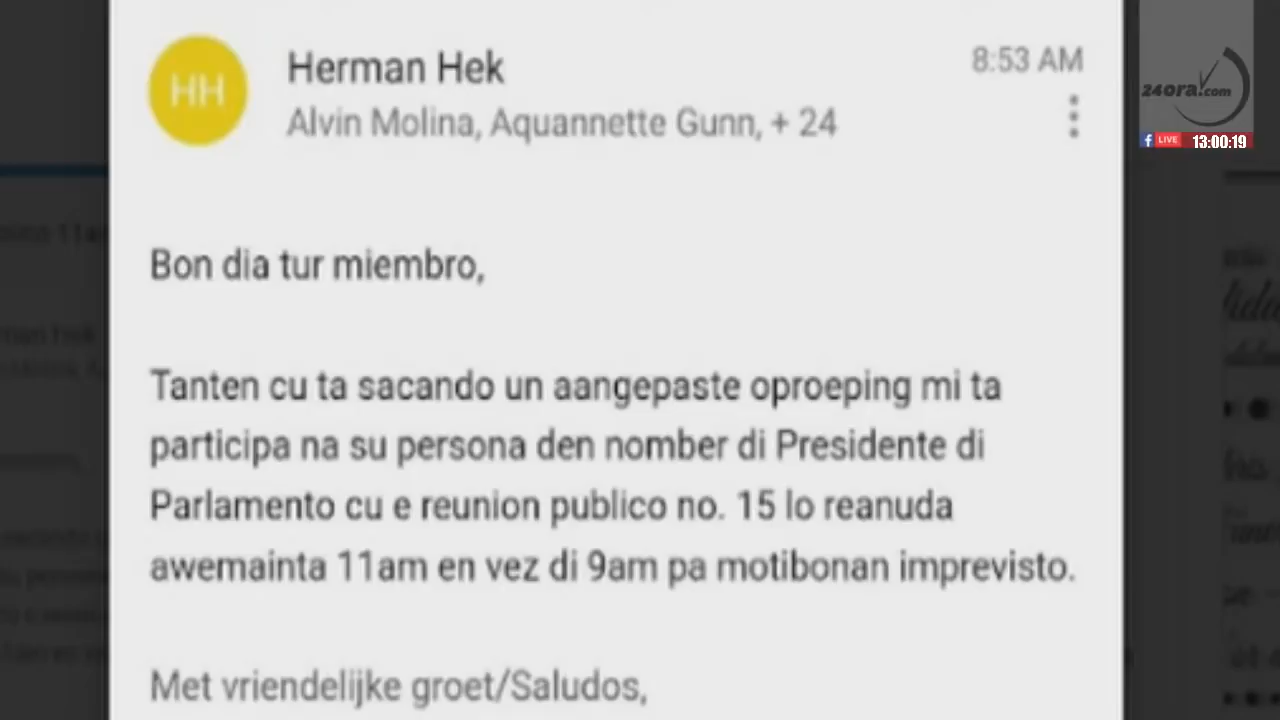 HH
Herman Hek
8:53 AM
Alvin Molina, Aquannette Gunn, + 24
24ora.com
LIVE 13:00:19
Bon dia tur miembro,
Tanten cu ta sacando un aangepaste oproeping mi ta
participa na su persona den nomber di Presidente di
Parlamento cu e reunion publico no. 15 lo reanuda
awemainta 11am en vez di 9am pa motibonan imprevisto.
Met vriendelijke groet/Saludos,